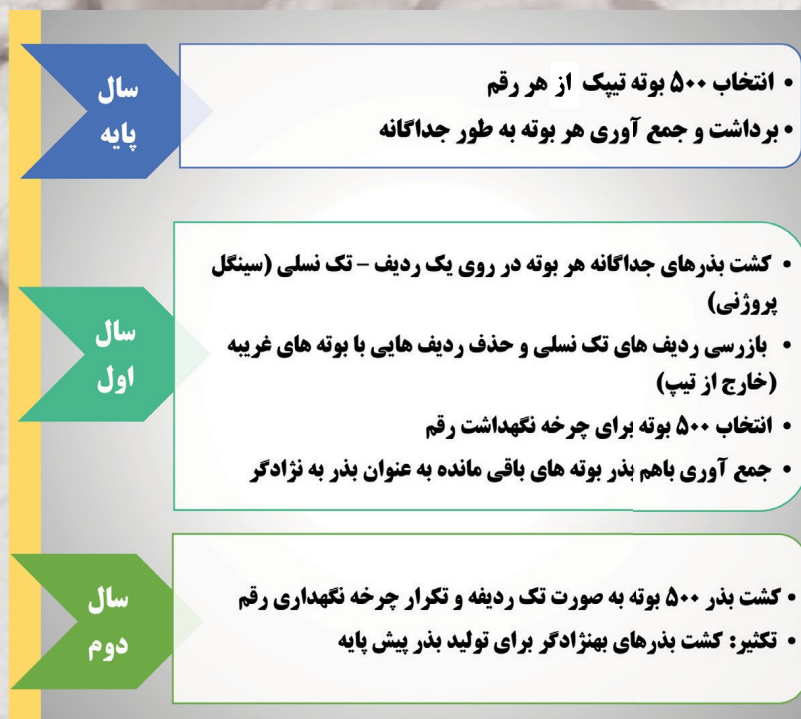 سال
پایه
• انتخاب ۵۰۰ بوته تیپک از هر رقم
• برداشت و جمع آوری هر بوته به طور جداگانه
سال
اول
• کشت بذرهای جداگانه هر بوته در روی یک ردیف - تک نسلی (سینگل
پروژنی)
• بازرسی ردیف های تک نسلی و حذف ردیف هایی با بوته های غریبه
(خارج از تیپ)
• انتخاب ۵۰۰ بوته برای چرخه نگهداشت رقم
• جمع آوری باهم بذر بوته های باقی مانده به عنوان بذر به نژادگر
سال
دوم
• کشت بذر ۵۰۰ بوته به صورت تک ردیفه و تکرار چرخه نگهداری رقم
• تکثیر: کشت بذرهای بهنژادگر برای تولید بذر پیش پایه